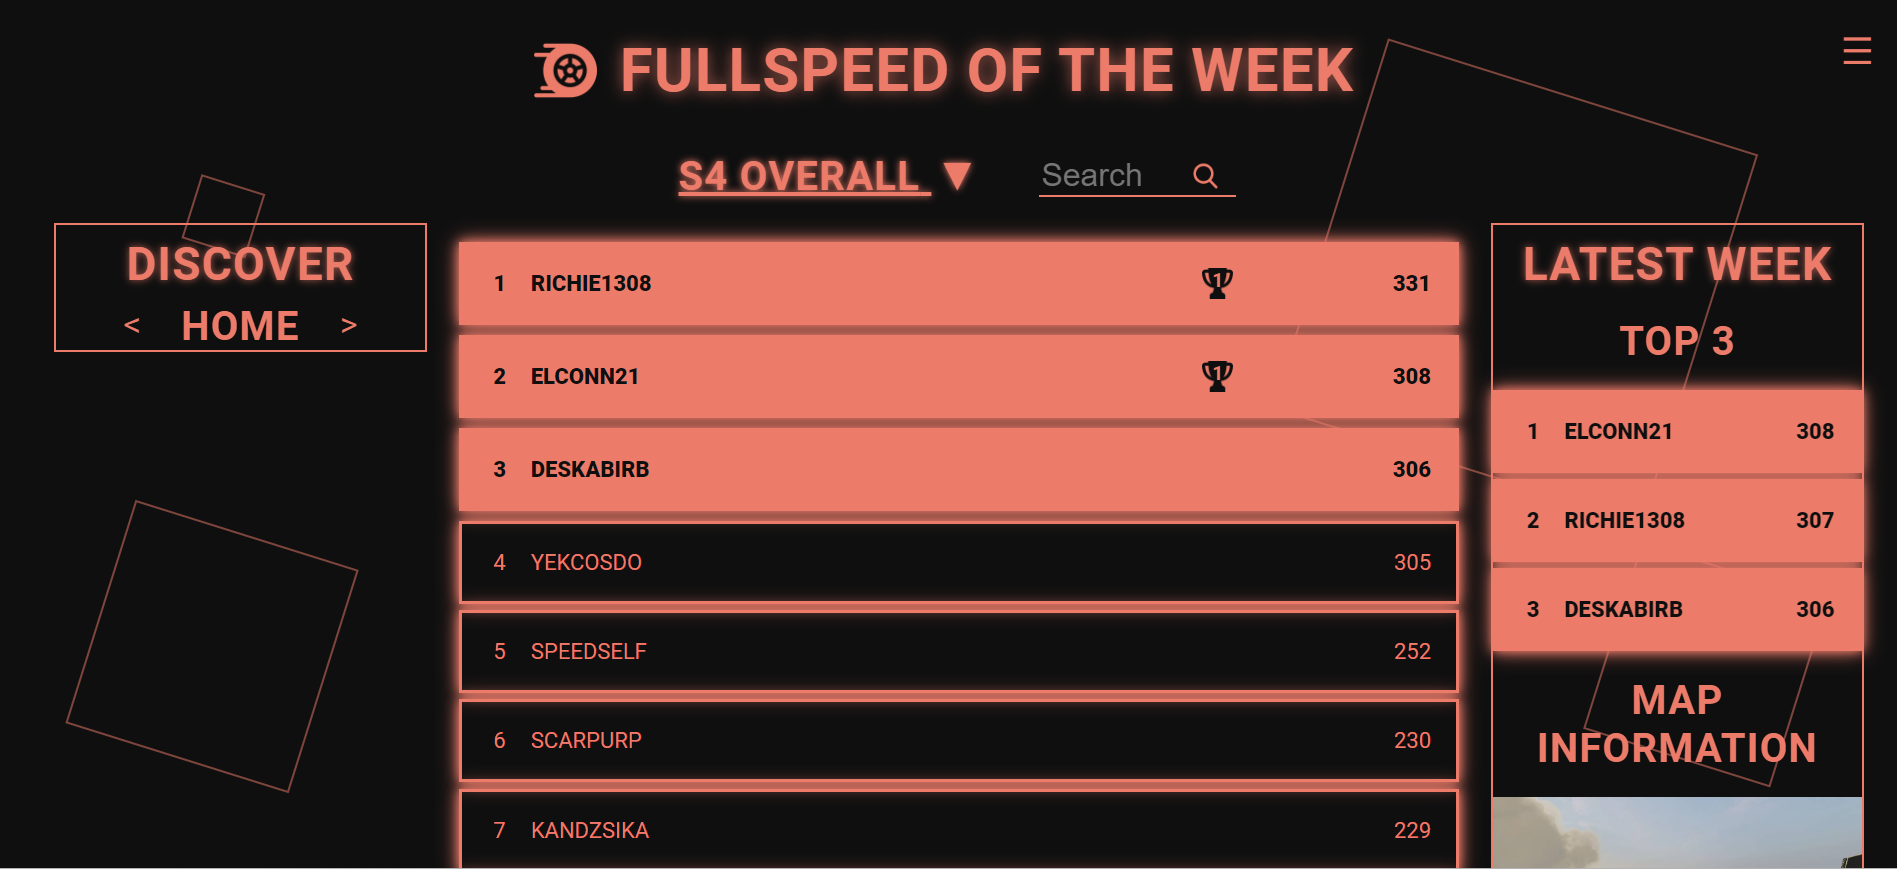 FULLSPEED OF THE WEEK
S4 OVERALL ▼
Search
DISCOVER
< HOME >
1 RICHIE1308 1 331
2 ELCONN21 1 308
3 DESKABIRB 306
4 YEKCOSDO 305
5 SPEEDSELF 252
6 SCARPURP 230
7 KANDZSIKA 229
LATEST WEEK
TOP 3
1 ELCONN21 308
2 RICHIE1308 307
3 DESKABIRB 306
MAP
INFORMATION